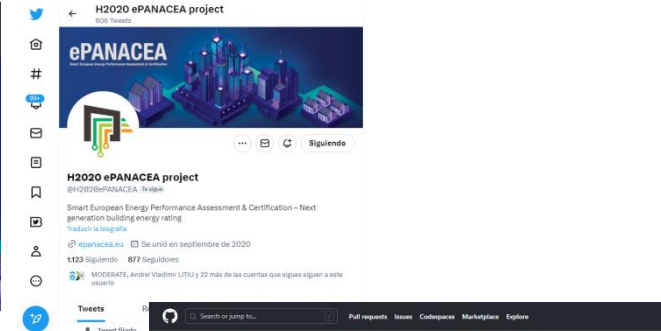 H2020 ePANACEA project
606 Tweets
ePANACEA
Smart European Energy Performance Assessment & Certification
20+
Siguiendo
H2020 ePANACEA project
@H2020ePANACEA Te sigue
Smart European Energy Performance Assessment & Certification – Next
generation building energy rating
Traducir la biografía
epanacea.eu Se unió en septiembre de 2020
1.123 Siguiendo 877 Seguidores
MODERATE, Andrei Vladimir LIȚIU y 22 más de las cuentas que sigues siguen a este
usuario
Tweets
Tweet fijado
Search or jump to... /
Pull requests Issues Codespaces Marketplace Explore